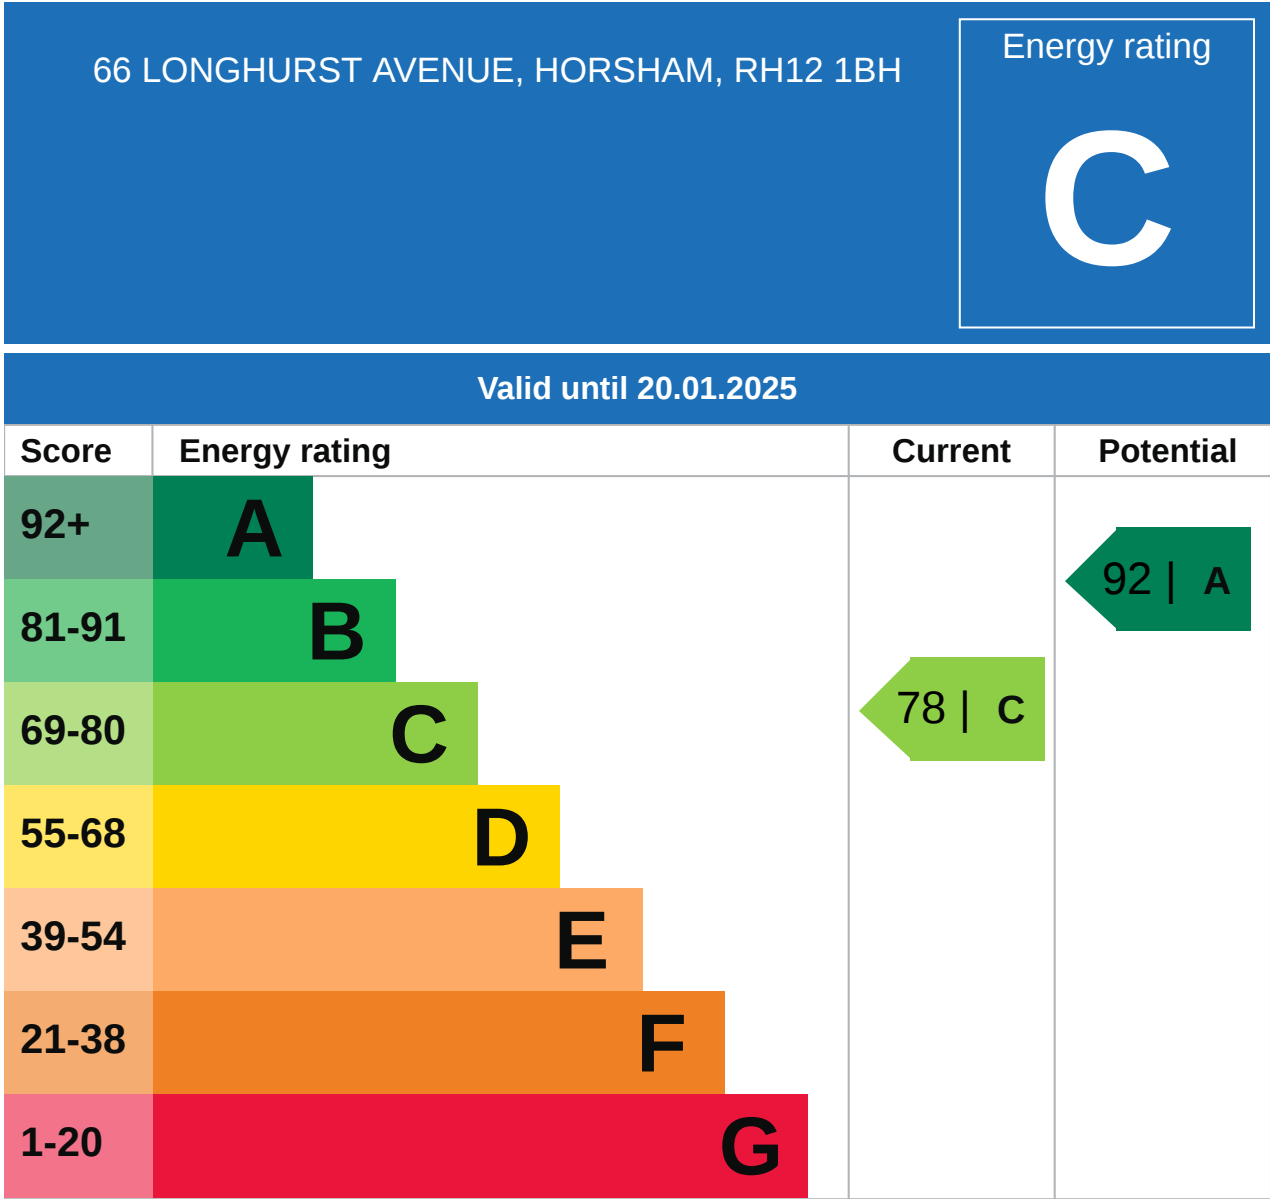 66 LONGHURST AVENUE, HORSHAM, RH12 1BH
Energy rating
C
Valid until 20.01.2025
Score Energy rating Current Potential
92+ A
92 | A
81-91 B
69-80 C
78 | C
55-68 D
39-54 E
21-38 F
1-20 G